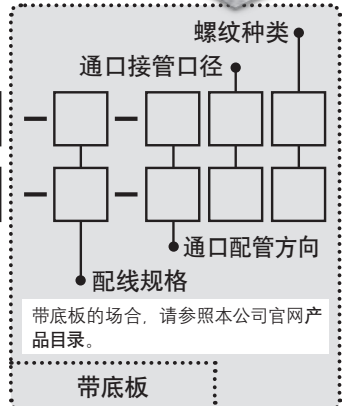 螺纹种类
通口接管口径
通口配管方向
配线规格
带底板的场合，请参照本公司官网产
品目录。
带底板